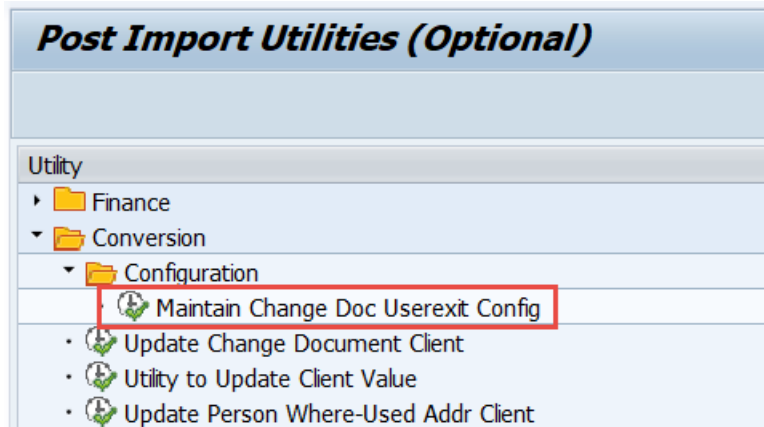 Post Import Utilities (Optional)
Utility
Finance
Conversion
Configuration
Maintain Change Doc Userexit Config
Update Change Document Client
Utility to Update Client Value
Update Person Where-Used Addr Client